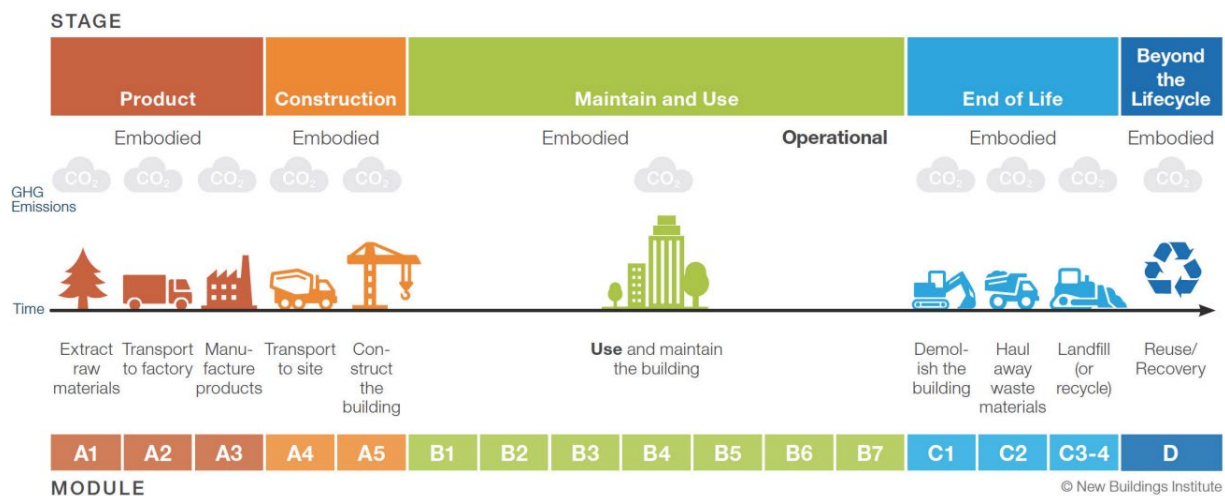 STAGE
Product
Construction
Maintain and Use
End of Life
Beyond
the
Lifecycle
Embodied
Embodied
Embodied
Operational
Embodied
Embodied
GHG
Emissions
CO2
CO2
CO2
CO2
CO2
CO2
CO2
CO2
CO2
CO2
Time
Extract
raw
materials
Transport
to factory
Manu-
facture
products
Transport
to site
Con-
struct
the
building
Use and maintain
the building
Demol-
ish the
building
Haul
away
waste
materials
Landfill
(or
recycle)
Reuse/
Recovery
A1
A2
A3
A4
A5
B1
B2
B3
B4
B5
B6
B7
C1
C2
C3-4
D
MODULE
© New Buildings Institute